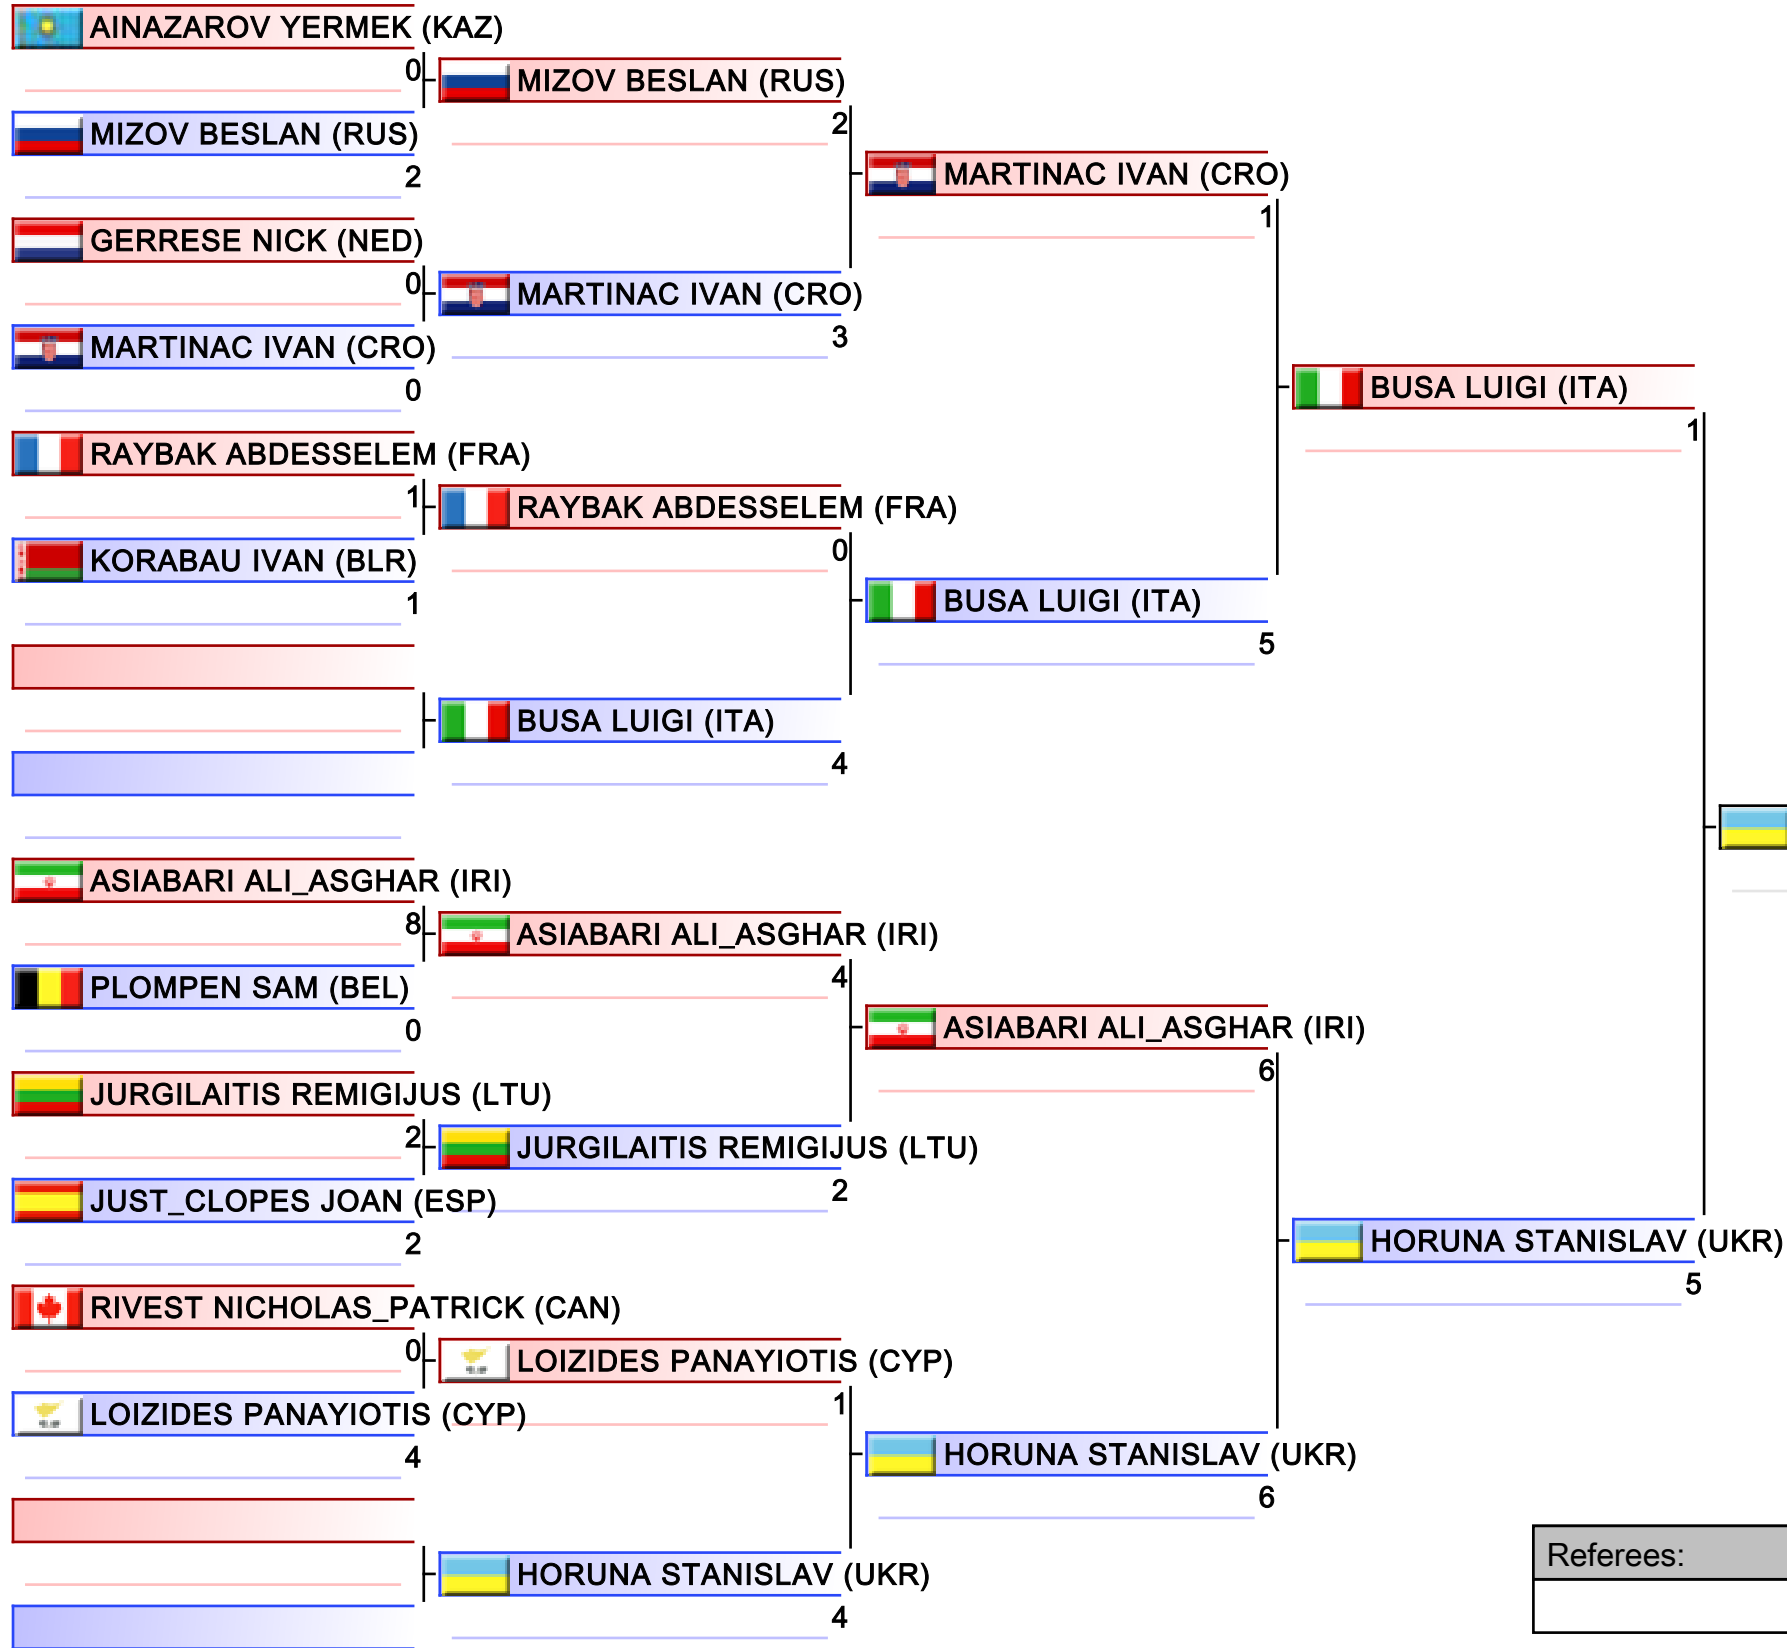 AINAZAROV YERMEK (KAZ)
0
MIZOV BESLAN (RUS)
2
GERRESE NICK (NED)
0
MARTINAC IVAN (CRO)
0
RAYBAK ABDESSELEM (FRA)
1
KORABAU IVAN (BLR)
1
ASIABARI ALI_ASGHAR (IRI)
8
PLOMPEN SAM (BEL)
0
JURGILAITIS REMIGIJUS (LTU)
2
JUST_CLOPES JOAN (ESP)
2
RIVEST NICHOLAS_PATRICK (CAN)
0
LOIZIDES PANAYIOTIS (CYP)
4
MIZOV BESLAN (RUS)
2
MARTINAC IVAN (CRO)
3
RAYBAK ABDESSELEM (FRA)
0
BUSA LUIGI (ITA)
4
ASIABARI ALI_ASGHAR (IRI)
4
JURGILAITIS REMIGIJUS (LTU)
2
LOIZIDES PANAYIOTIS (CYP)
1
HORUNA STANISLAV (UKR)
4
MARTINAC IVAN (CRO)
1
BUSA LUIGI (ITA)
5
ASIABARI ALI_ASGHAR (IRI)
6
HORUNA STANISLAV (UKR)
6
BUSA LUIGI (ITA)
1
HORUNA STANISLAV (UKR)
5
Referees: